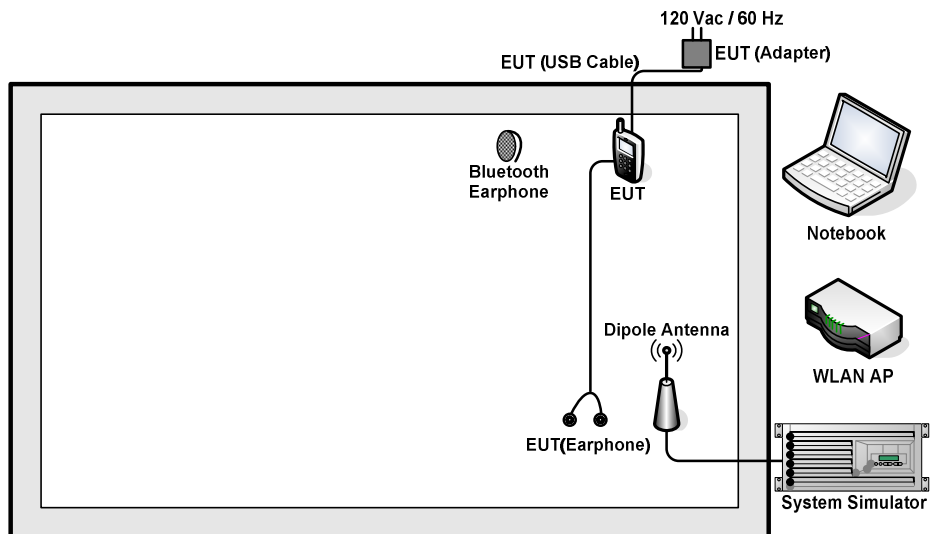 120 Vac / 60 Hz
EUT (USB Cable)
EUT (Adapter)
Bluetooth
Earphone
EUT
Notebook
Dipole Antenna
WLAN AP
EUT(Earphone)
System Simulator